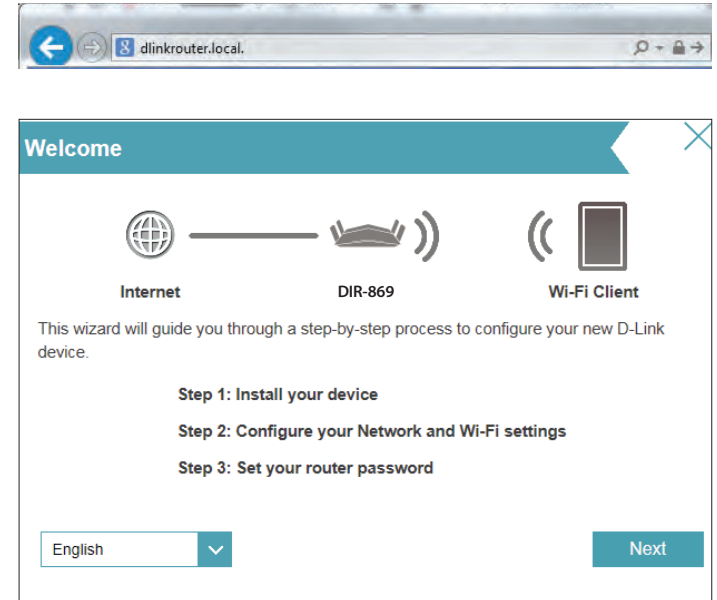 dlinkrouter.local.
Welcome
Internet
DIR-869
Wi-Fi Client
This wizard will guide you through a step-by-step process to configure your new D-Link
device.
Step 1: Install your device
Step 2: Configure your Network and Wi-Fi settings
Step 3: Set your router password
English
Next